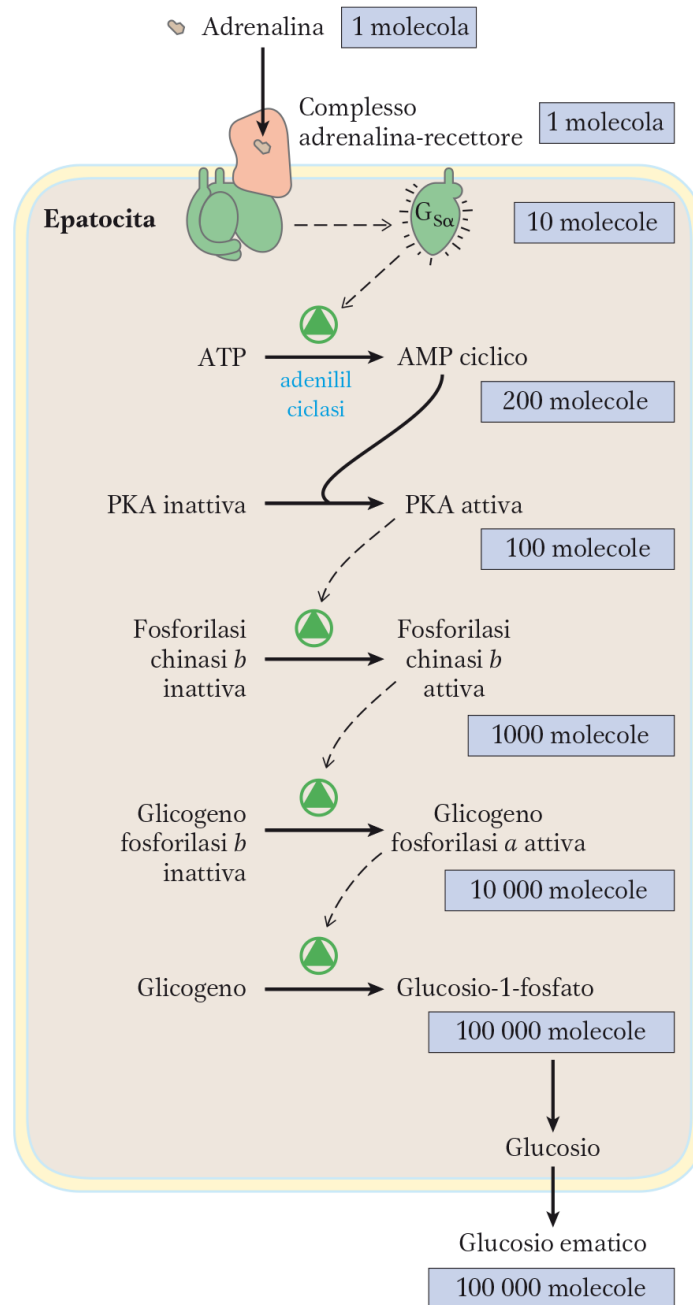 Adrenalina
1 molecola
Complesso
adrenalina-recettore
1 molecola
Epatocita
GSα
10 molecole
ATP
AMP ciclico
adenilil
ciclasi
200 molecole
PKA inattiva
PKA attiva
100 molecole
Fosforilasi
chinasi b
inattiva
Fosforilasi
chinasi b
attiva
1000 molecole
Glicogeno
fosforilasi b
inattiva
Glicogeno
fosforilasi a attiva
10 000 molecole
Glicogeno
Glucosio-1-fosfato
100 000 molecole
Glucosio
Glucosio ematico
100 000 molecole